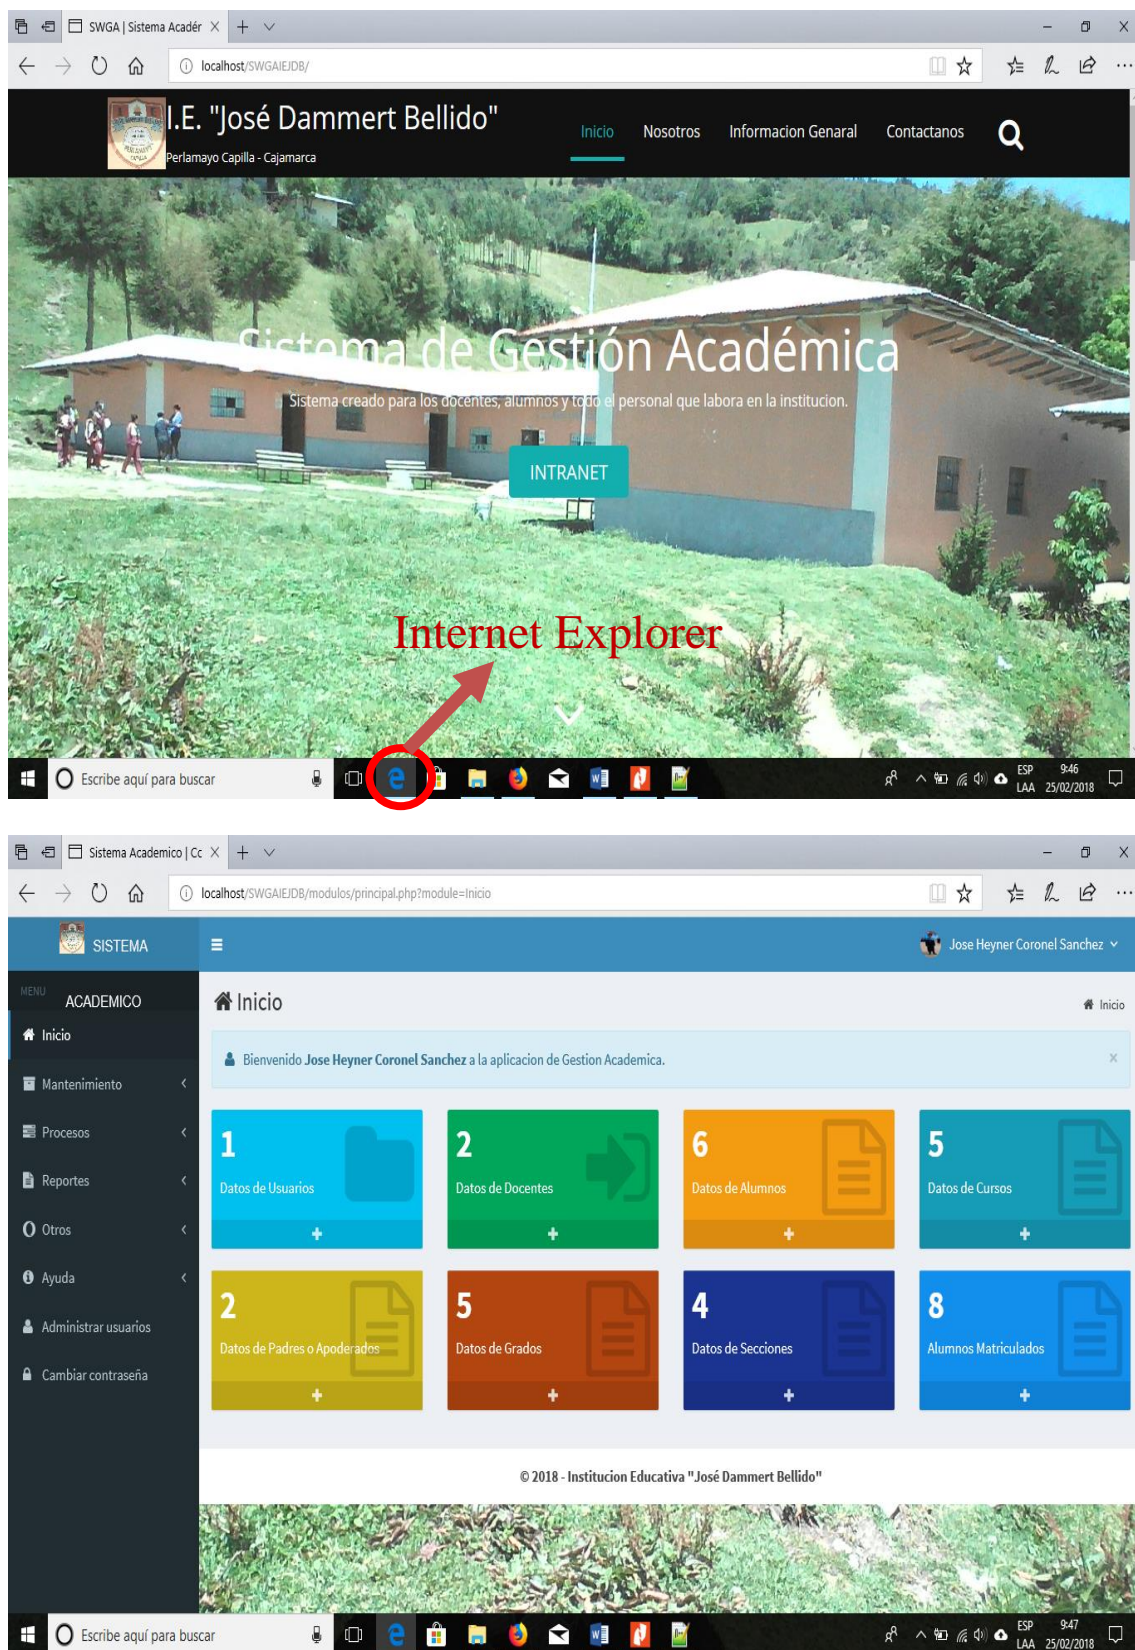 SWGA | Sistema Acadér
localhost/SWGAIEJDB/
I.E. "José Dammert Bellido"
Perlamayo Capilla - Cajamarca
Inicio Nosotros Informacion Genaral Contactanos
Sistema de Gestión Académica
Sistema creado para los docentes, alumnos y todo el personal que labora en la institucion.
INTRANET
Internet Explorer
Escribe aquí para buscar
ESP 9:46
LAA 25/02/2018
Sistema Academico | Cc
localhost/SWGAIEJDB/modulos/principal.php?module=Inicio
SISTEMA
Jose Heyner Coronel Sanchez
MENU
ACADEMICO
Inicio
Inicio
Inicio
Bienvenido Jose Heyner Coronel Sanchez a la aplicacion de Gestion Academica.
Mantenimiento
Procesos
Reportes
Otros
Ayuda
Administrar usuarios
Cambiar contraseña
1
Datos de Usuarios
2
Datos de Docentes
6
Datos de Alumnos
5
Datos de Cursos
2
Datos de Padres o Apoderados
5
Datos de Grados
4
Datos de Secciones
8
Alumnos Matriculados
© 2018 - Institucion Educativa "José Dammert Bellido"
Escribe aquí para buscar
ESP 9:47
LAA 25/02/2018